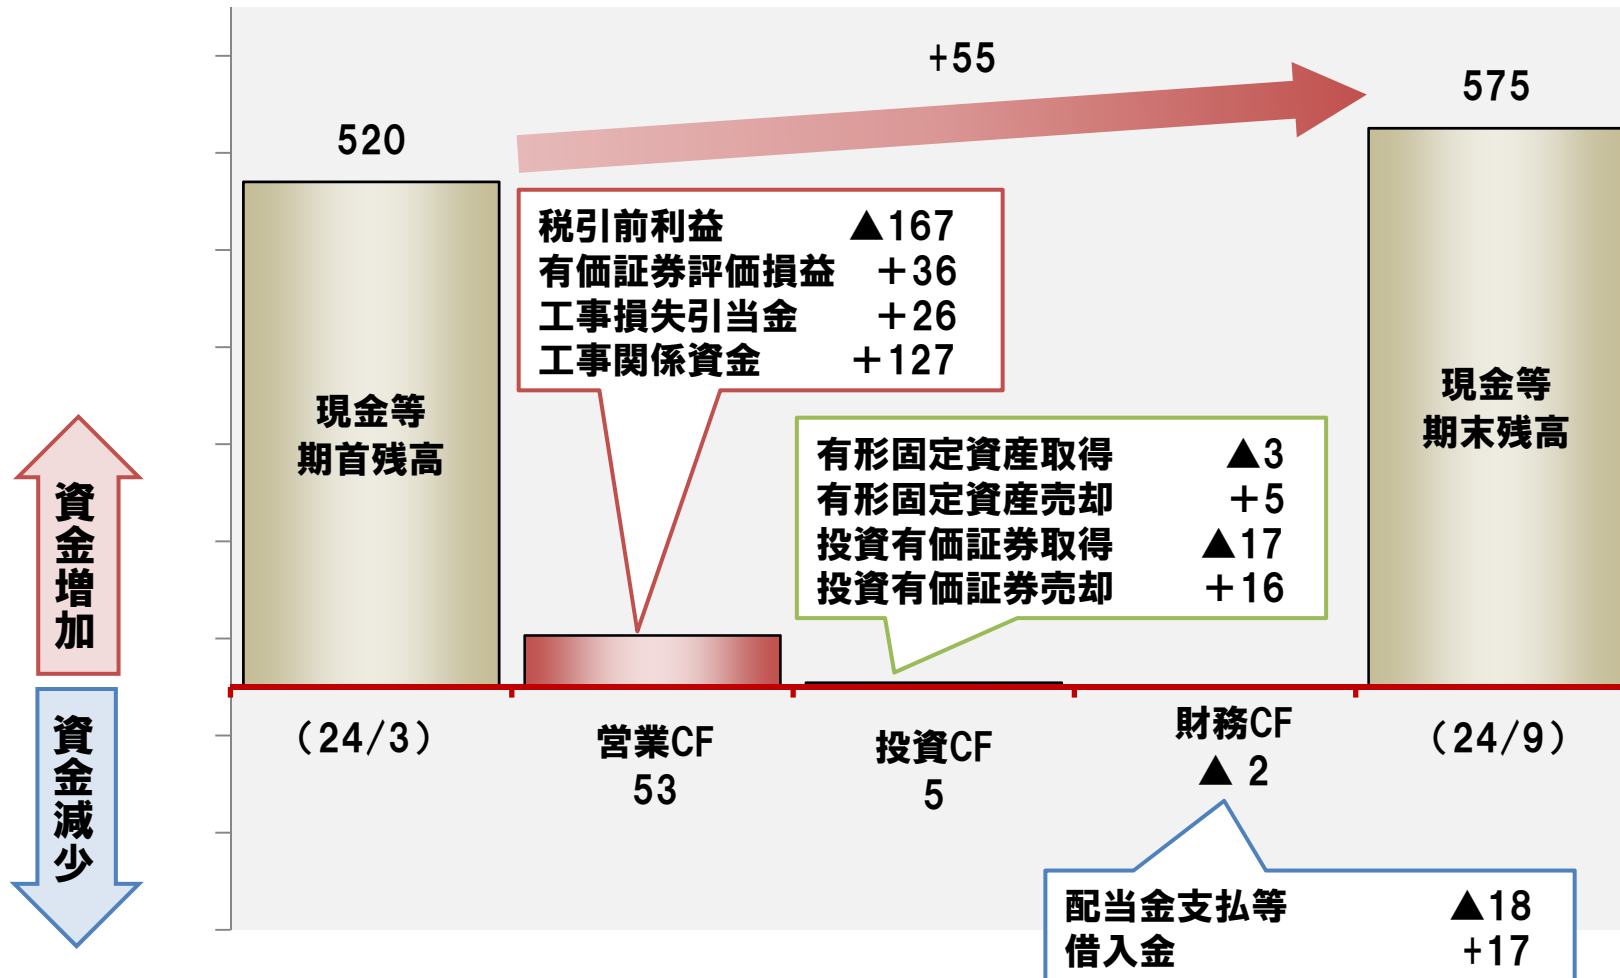 +55
520
575
税引前利益 ▲167
有価証券評価損益 +36
工事損失引当金 +26
工事関係資金 +127
現金等
期首残高
現金等
期末残高
有形固定資産取得 ▲3
有形固定資産売却 +5
投資有価証券取得 ▲17
投資有価証券売却 +16
資金増加
資金減少
（24/3）
営業CF
53
投資CF
5
財務CF
▲ 2
（24/9）
配当金支払等 ▲18
借入金 +17